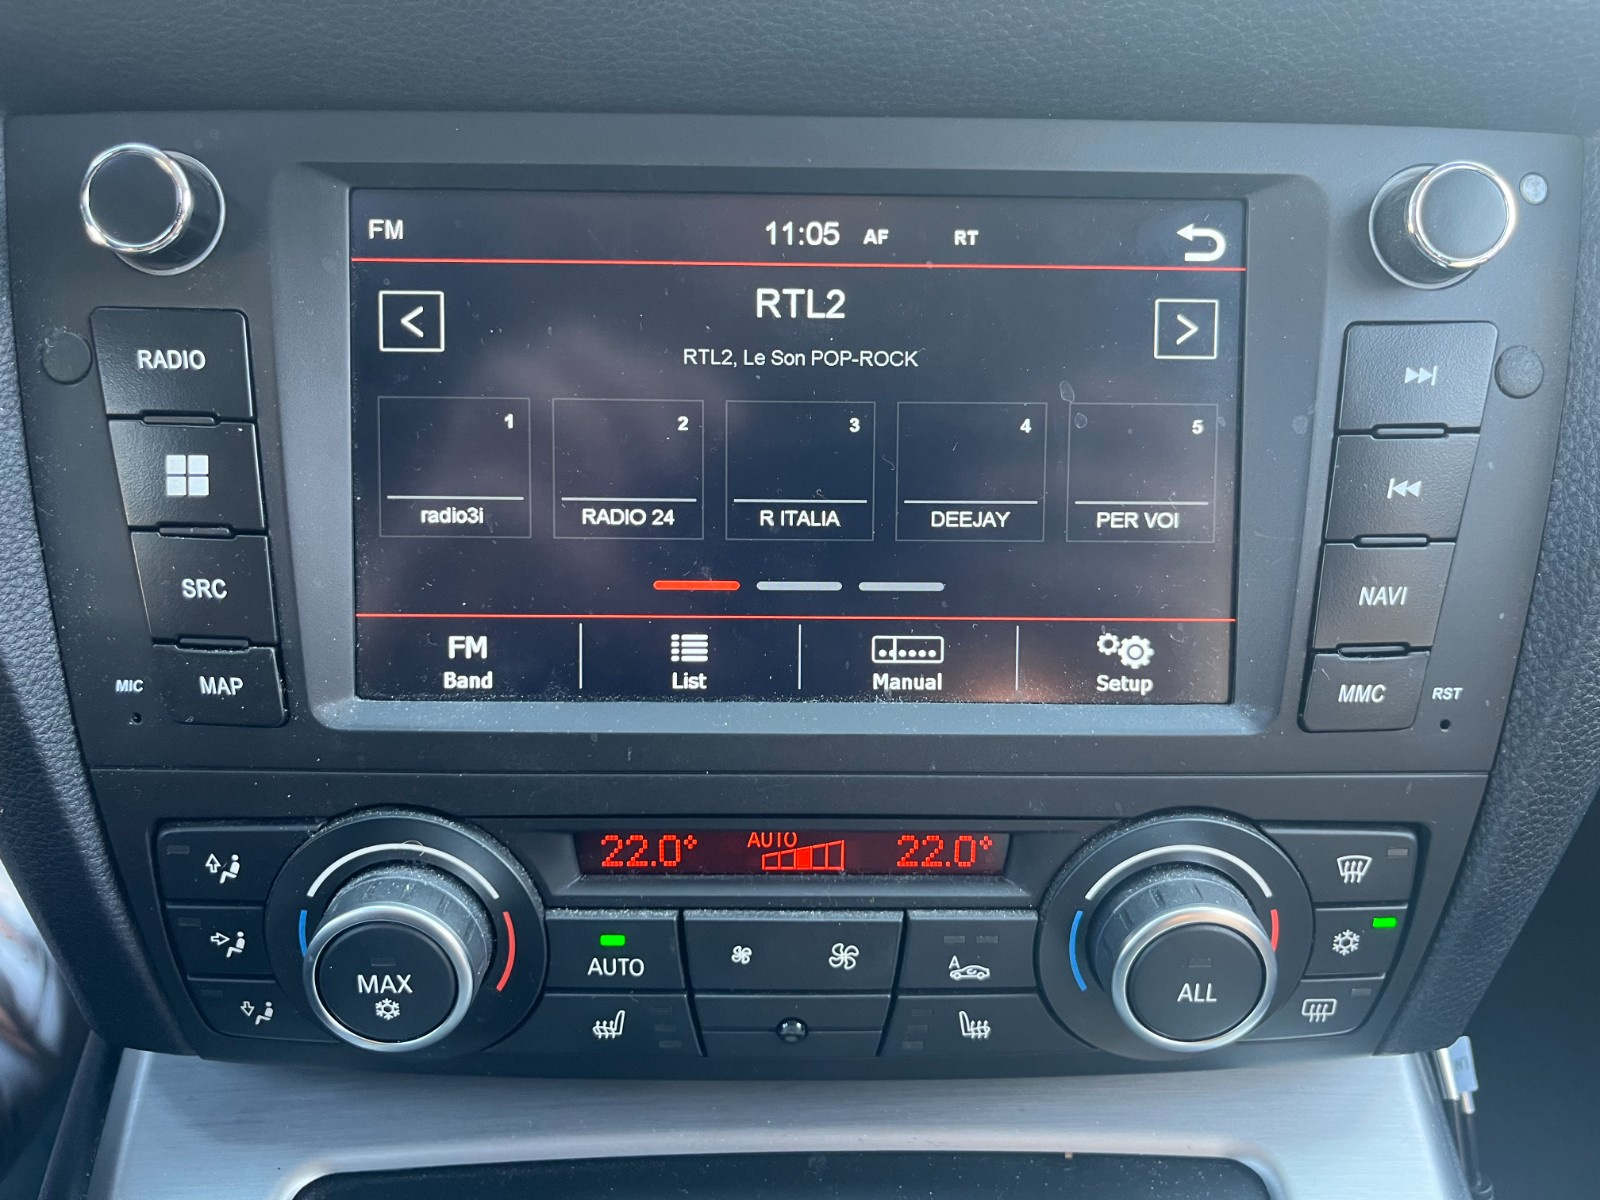 FM 11:05 AF RT
RTL2
< >
RTL2, Le Son POP-ROCK
1 2 3 4 5
radio3i RADIO 24 R ITALIA DEEJAY PER VOI
FM
Band List Manual Setup
RADIO
SRC
MIC MAP
NAVI
MMC RST
22.0° AUTO 22.0°
MAX
AUTO
A
ALL